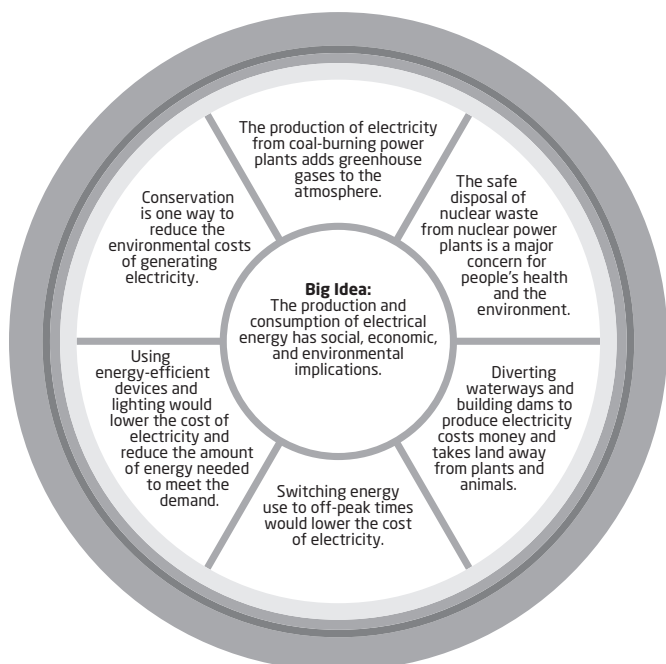 The production of electricity
from coal-burning power
plants adds greenhouse
gases to the
atmosphere.
The safe
disposal of
nuclear waste
from nuclear power
plants is a major
concern for
people's health
and the
environment.
Diverting
waterways and
building dams to
produce electricity
costs money and
takes land away
from plants and
animals.
Switching energy
use to off-peak times
would lower the cost
of electricity.
Using
energy-efficient
devices and
lighting would
lower the cost of
electricity and
reduce the amount
of energy needed
to meet the
demand.
Conservation
is one way to
reduce the
environmental costs
of generating
electricity.
Big Idea:
The production and
consumption of electrical
energy has social, economic,
and environmental
implications.